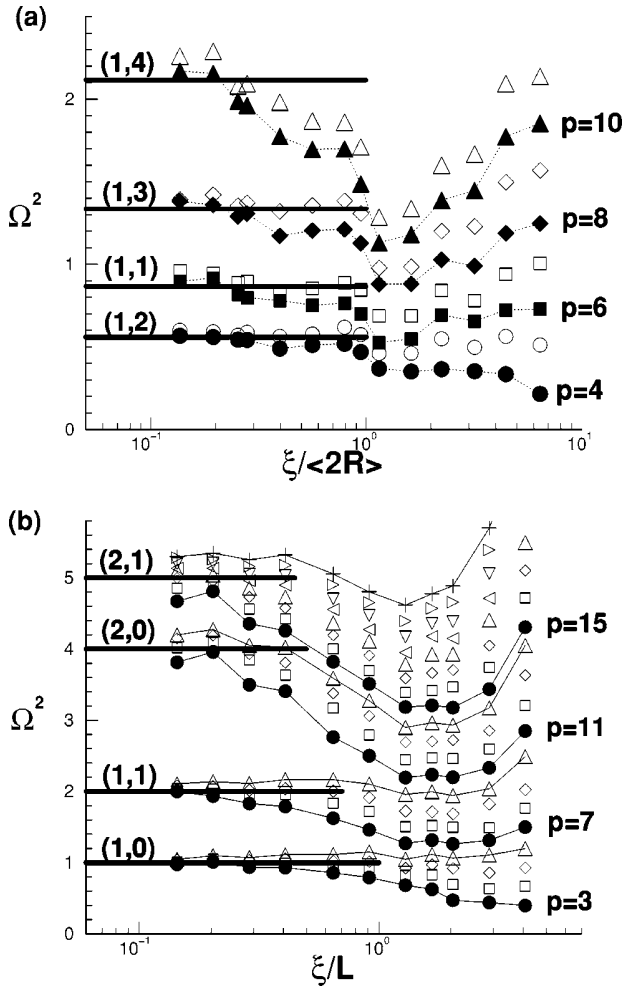 (a)
(1,4)
2
p=10
(1,3)
Ω²
p=8
1
(1,1)
p=6
(1,2)
p=4
0
10⁻¹
10⁰
10¹
ξ/<2R>
(b)
(2,1)
5
p=15
(2,0)
4
Ω²
3
p=11
(1,1)
2
p=7
(1,0)
1
p=3
0
10⁻¹
10⁰
ξ/L